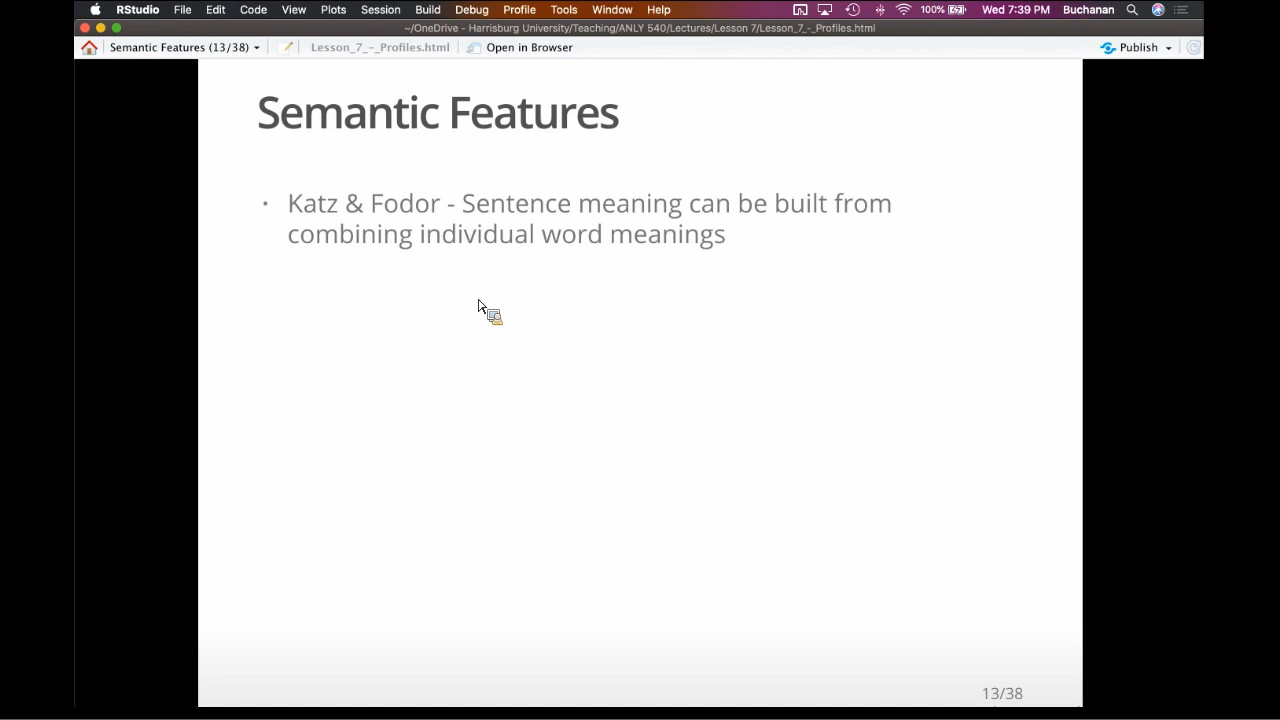 RStudio File Edit Code View Plots Session Build Debug Profile Tools Window Help 100% Wed 7:39 PM Buchanan
~/OneDrive - Harrisburg University/Teaching/ANLY 540/Lectures/Lesson 7/Lesson_7_-_Profiles.html
Semantic Features (13/38) Lesson_7_-_Profiles.html Open in Browser Publish
Semantic Features
• Katz & Fodor - Sentence meaning can be built from
combining individual word meanings
13/38